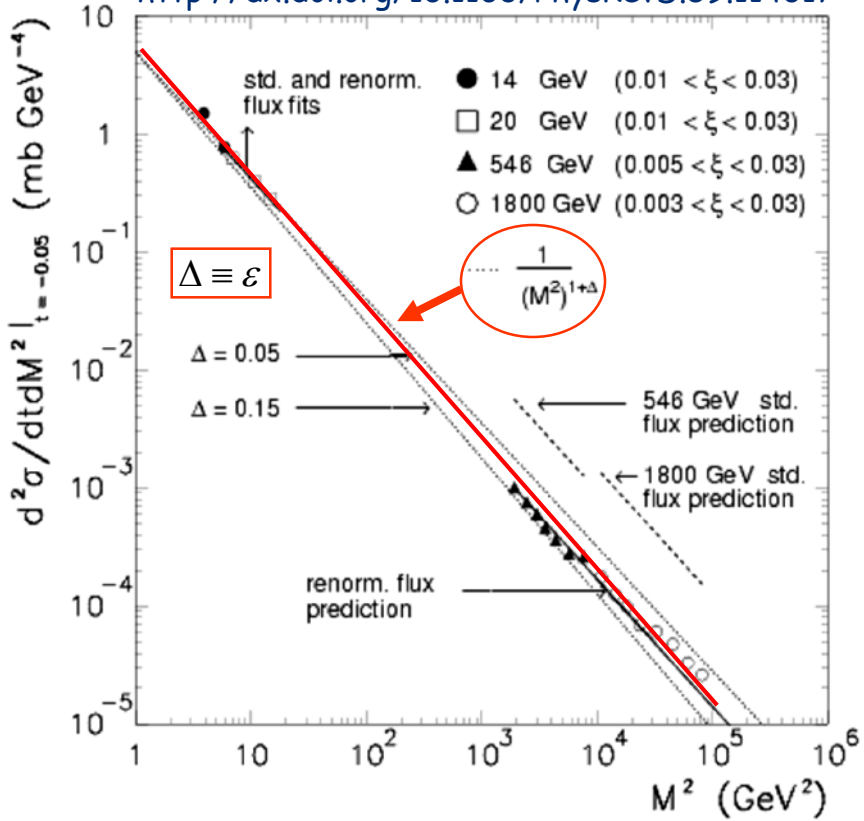 10
std. and renorm.
flux fits
● 14 GeV (0.01 < ξ < 0.03)
□ 20 GeV (0.01 < ξ < 0.03)
▲ 546 GeV (0.005 < ξ < 0.03)
○ 1800 GeV (0.003 < ξ < 0.03)
1
10⁻¹
Δ ≡ ε
1/(M²)^{1+Δ}
d²σ/dtdM²|ₜ₌₋₀.₀₅ (mb GeV⁻⁴)
10⁻²
Δ = 0.05
Δ = 0.15
546 GeV std.
flux prediction
10⁻³
1800 GeV std.
flux prediction
10⁻⁴
renorm. flux
prediction
10⁻⁵
1 10 10² 10³ 10⁴ 10⁵ 10⁶
M² (GeV²)